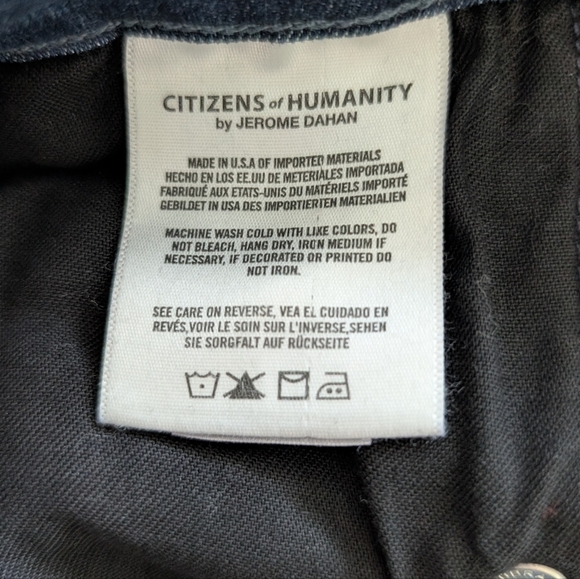 CITIZENS of HUMANITY
by JEROME DAHAN
MADE IN U.S.A OF IMPORTED MATERIALS
HECHO EN LOS EE.UU DE METERIALES IMPORTADA
FABRIQUÉ AUX ETATS-UNIS DU MATÉRIELS IMPORTÉ
GEBILDET IN USA DES IMPORTIERTEN MATERIALIEN
MACHINE WASH COLD WITH LIKE COLORS, DO
NOT BLEACH, HANG DRY, IRON MEDIUM IF
NECESSARY, IF DECORATED OR PRINTED DO
NOT IRON.
SEE CARE ON REVERSE, VEA EL CUIDADO EN
REVÉS,VOIR LE SOIN SUR L'INVERSE,SEHEN
SIE SORGFALT AUF RÜCKSEITE